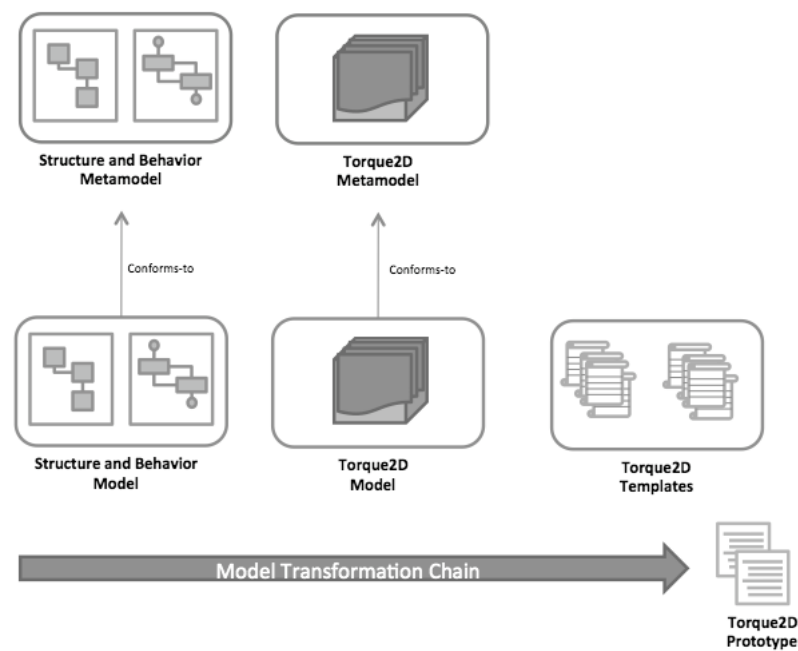 Structure and Behavior
Metamodel
Torque2D
Metamodel
Conforms-to
Conforms-to
Structure and Behavior
Model
Torque2D
Model
Torque2D
Templates
Model Transformation Chain
Torque2D
Prototype